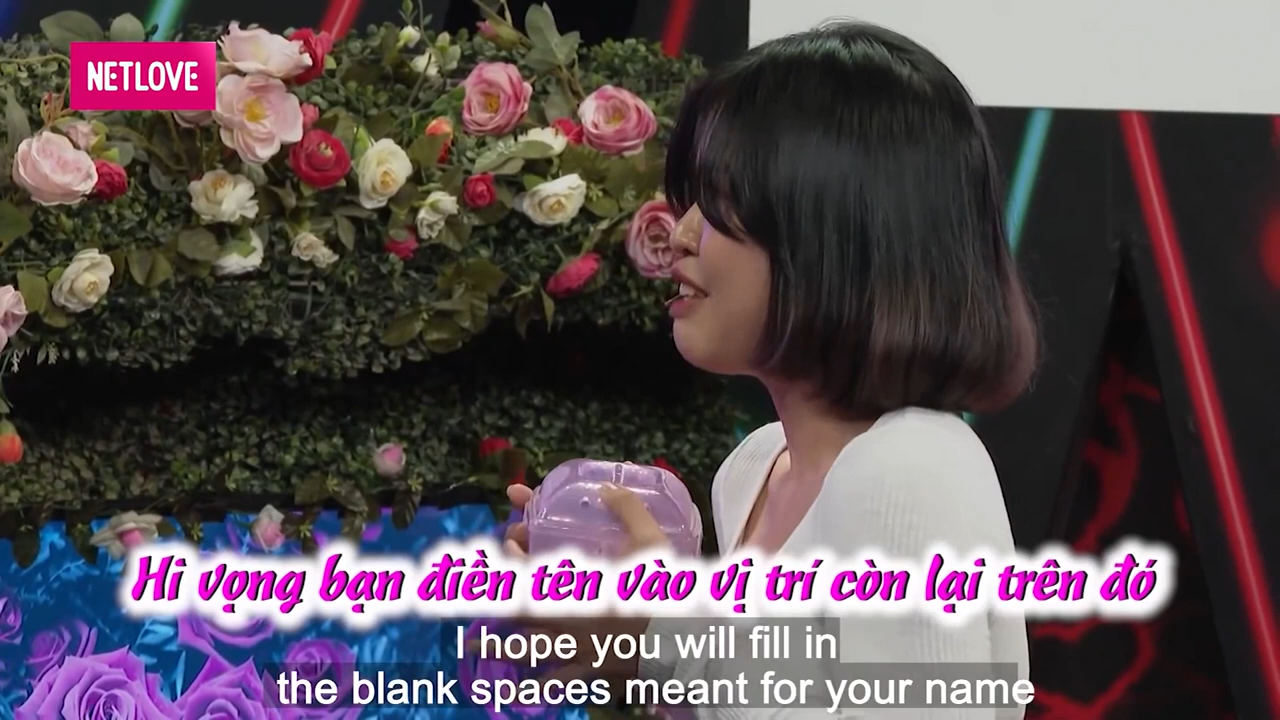 NETLOVE
Hi vọng bạn điền tên vào vị trí còn lại trên đó
I hope you will fill in
the blank spaces meant for your name